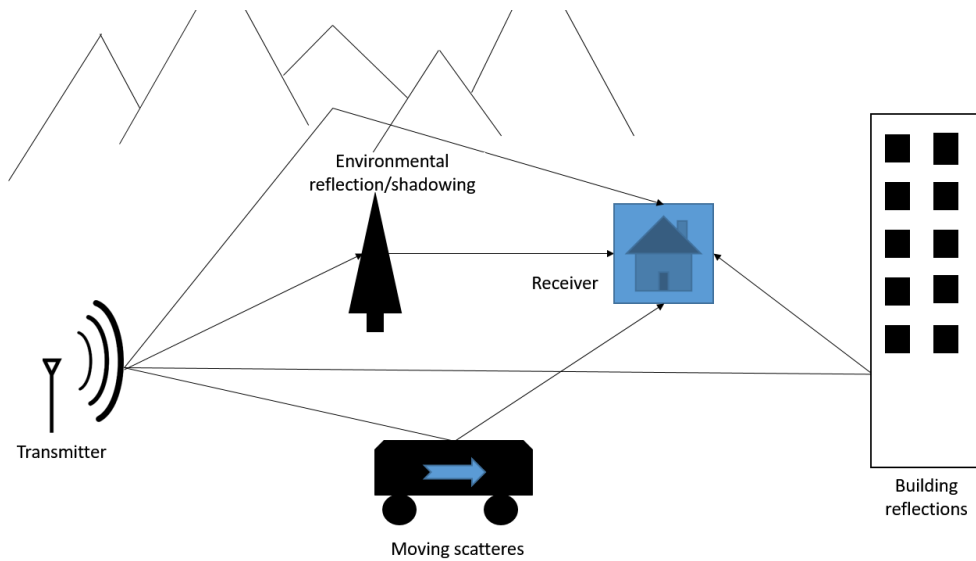 Environmental
reflection/shadowing
Receiver
Transmitter
Building
reflections
Moving scatteres